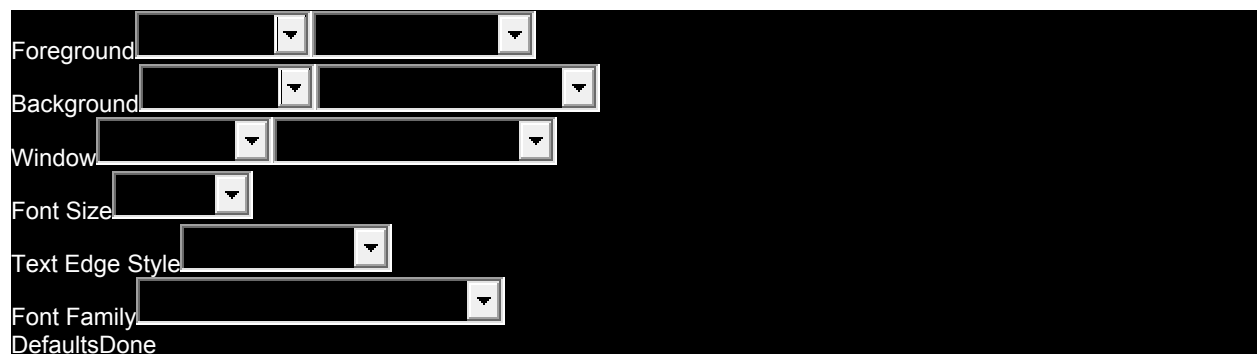 Foreground
Background
Window
Font Size
Text Edge Style
Font Family
DefaultsDone